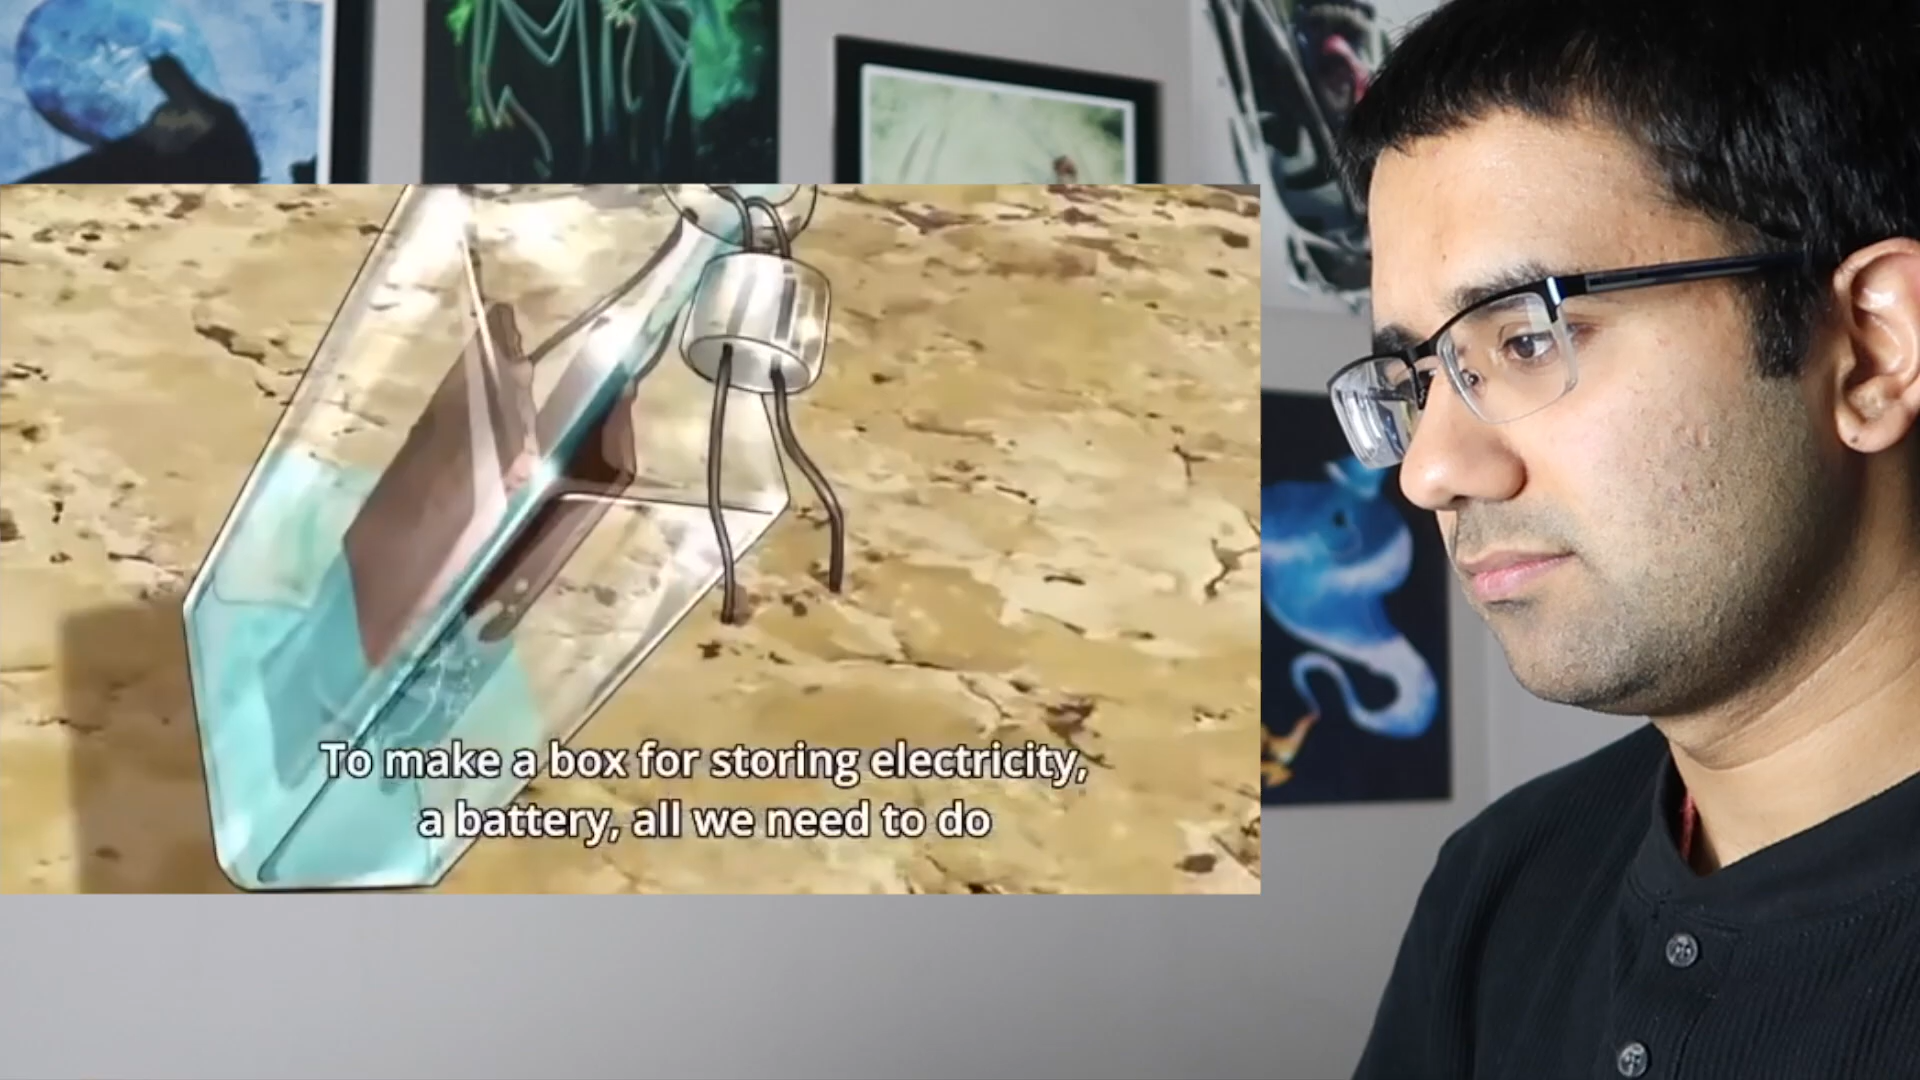 To make a box for storing electricity,
a battery, all we need to do